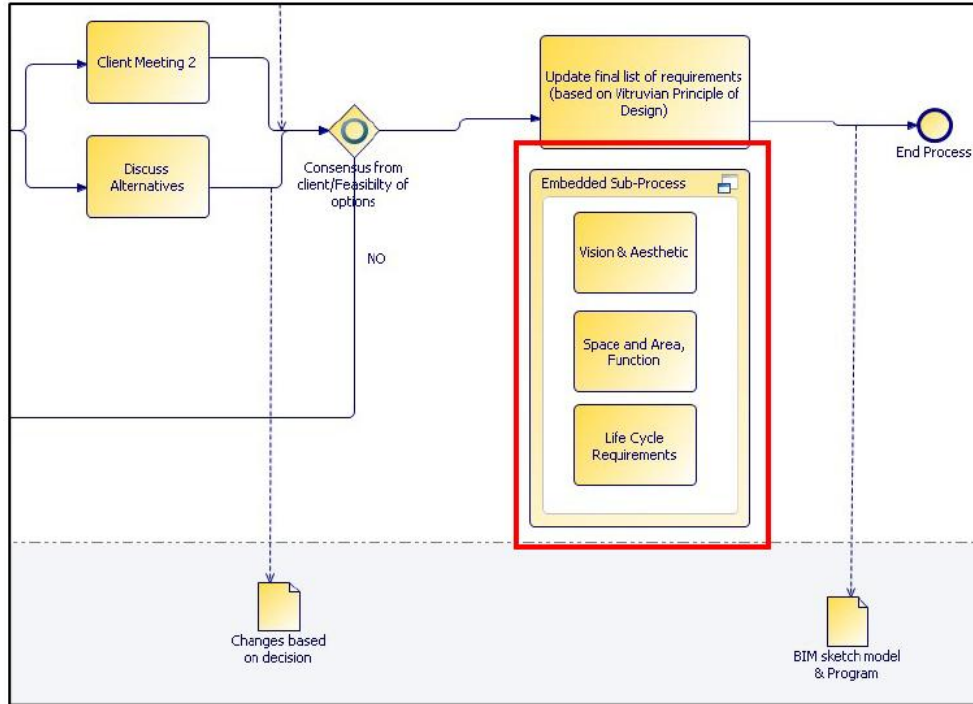 Client Meeting 2
Discuss
Alternatives
Consensus from
client/Feasibilty of
options
NO
Update final list of requirements
(based on Vitruvian Principle of
Design)
End Process
Embedded Sub-Process
Vision & Aesthetic
Space and Area,
Function
Life Cycle
Requirements
Changes based
on decision
BIM sketch model
& Program